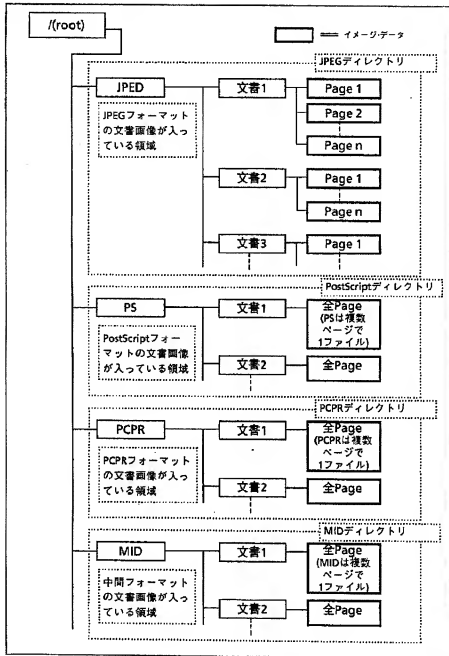 /(root)
イメージ・データ
JPEGディレクトリ
JPED
文書1
Page 1
JPEGフォーマット
の文書画像が入っ
ている領域
Page 2
Page n
文書2
Page 1
Page n
文書3
Page 1
PostScriptディレクトリ
PS
文書1
全Page
(PSは複数
ページで
1ファイル)
PostScriptフォー
マットの文書画像
が入っている領域
文書2
全Page
PCPRディレクトリ
PCPR
文書1
全Page
(PCPRは複数
ページで
1ファイル)
PCPRフォーマット
の文書画像が入っ
ている領域
文書2
全Page
MIDディレクトリ
MID
文書1
全Page
(MIDは複数
ページで
1ファイル)
中間フォーマット
の文書画像が入っ
ている領域
文書2
全Page